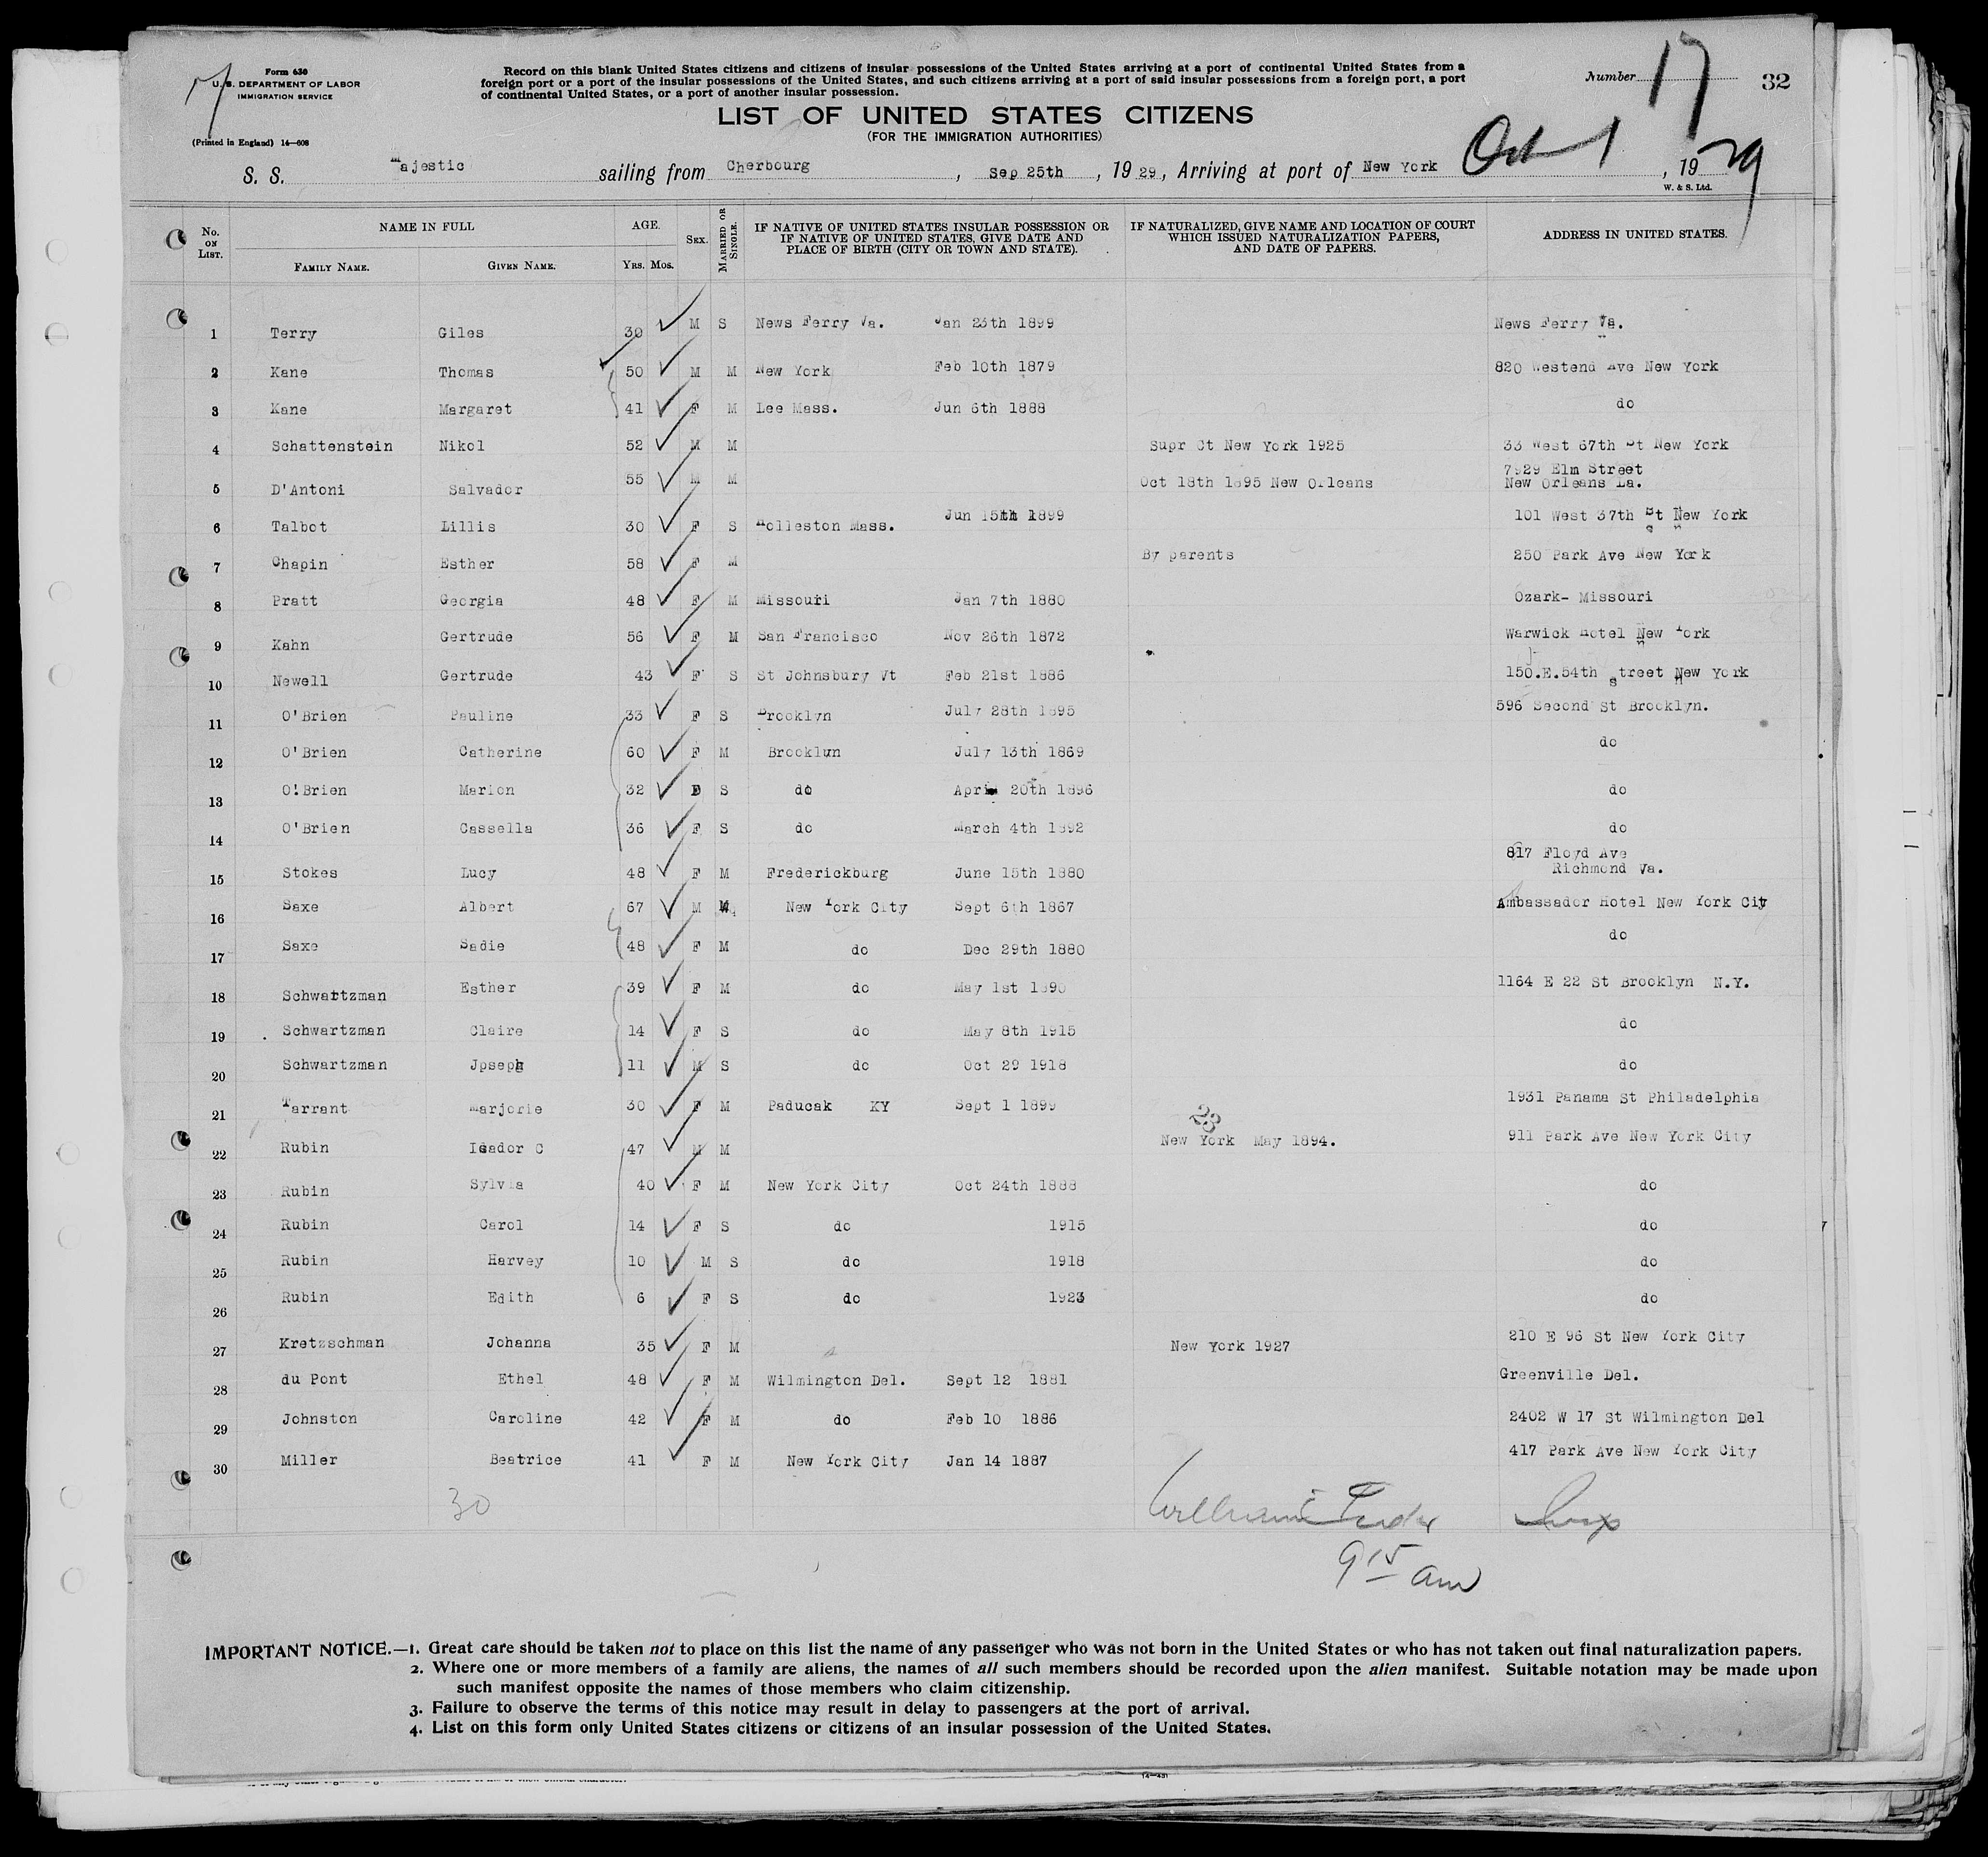 Form 630
U. S. DEPARTMENT OF LABOR
IMMIGRATION SERVICE
(Printed in England) 14—608
Record on this blank United States citizens and citizens of insular possessions of the United States arriving at a port of continental United States from a
foreign port or a port of the insular possessions of the United States, and such citizens arriving at a port of said insular possessions from a foreign port, a port
of continental United States, or a port of another insular possession.
Number 17 32
LIST OF UNITED STATES CITIZENS
(FOR THE IMMIGRATION AUTHORITIES)
S. S. Majestic sailing from Cherbourg, Sep 25th, 1929, Arriving at port of New York Oct 1, 1929
W. & S. Ltd.
No. ON LIST. NAME IN FULL FAMILY NAME. GIVEN NAME. AGE. YRS. MOS. SEX. MARRIED OR SINGLE. IF NATIVE OF UNITED STATES INSULAR POSSESSION OR IF NATIVE OF UNITED STATES, GIVE DATE AND PLACE OF BIRTH (CITY OR TOWN AND STATE). IF NATURALIZED, GIVE NAME AND LOCATION OF COURT WHICH ISSUED NATURALIZATION PAPERS, AND DATE OF PAPERS. ADDRESS IN UNITED STATES.
1 Terry Giles 30 M S News Ferry Va. Jan 23th 1899 News Ferry Va.
2 Kane Thomas 50 M M New York Feb 10th 1879 820 Westend Ave New York
3 Kane Margaret 41 F M Lee Mass. Jun 6th 1888 do
4 Schattenstein Nikol 52 M M Supr Ct New York 1925 33 West 67th St New York
5 D'Antoni Salvador 55 M M Oct 18th 1895 New Orleans 7929 Elm Street New Orleans La.
6 Talbot Lillis 30 F S Holleston Mass. Jun 15th 1899 101 West 37th St New York
7 Chapin Esther 58 F M By parents 250 Park Ave New York
8 Pratt Georgia 48 F M Missouri Jan 7th 1880 Ozark- Missouri
9 Kahn Gertrude 56 F M San Francisco Nov 26th 1872 Warwick Hotel New York
10 Newell Gertrude 43 F S St Johnsbury Vt Feb 21st 1886 150.E.54th street New York
11 O'Brien Pauline 33 F S Brooklyn July 28th 1895 596 Second St Brooklyn.
12 O'Brien Catherine 60 F M Brooklun July 13th 1869 do
13 O!Brien Marion 32 S do April 20th 1896 do
14 O'Brien Cassella 36 F S do March 4th 1892 do
15 Stokes Lucy 48 F M Frederickburg June 15th 1880 817 Floyd Ave Richmond Va.
16 Saxe Albert 67 M M New York City Sept 6th 1867 Ambassador Hotel New York City
17 Saxe Sadie 48 F M do Dec 29th 1880 do
18 Schwartzman Esther 39 F M do May 1st 1890 1164 E 22 St Brooklyn N.Y.
19 Schwartzman Claire 14 F S do May 8th 1915 do
20 Schwartzman Jpseph 11 M S do Oct 29 1918 do
21 Tarrant Marjorie 30 F M Paducak KY Sept 1 1899 1931 Panama St Philadelphia
23
22 Rubin Isador C 47 M M New York May 1894. 911 Park Ave New York City
23 Rubin Sylvia 40 F M New York City Oct 24th 1888 do
24 Rubin Carol 14 F S do 1915 do
25 Rubin Harvey 10 M S do 1918 do
26 Rubin Edith 6 F S do 1923 do
27 Kretzschman Johanna 35 F M New York 1927 210 E 96 St New York City
28 du Pont Ethel 48 F M Wilmington Del. Sept 12 1881 Greenville Del.
29 Johnston Caroline 42 F M do Feb 10 1886 2402 W 17 St Wilmington Del
30 Miller Beatrice 41 F M New York City Jan 14 1887 417 Park Ave New York City
30
William
9 15 am
IMPORTANT NOTICE.—1. Great care should be taken not to place on this list the name of any passenger who was not born in the United States or who has not taken out final naturalization papers.
2. Where one or more members of a family are aliens, the names of all such members should be recorded upon the alien manifest. Suitable notation may be made upon
such manifest opposite the names of those members who claim citizenship.
3. Failure to observe the terms of this notice may result in delay to passengers at the port of arrival.
4. List on this form only United States citizens or citizens of an insular possession of the United States.